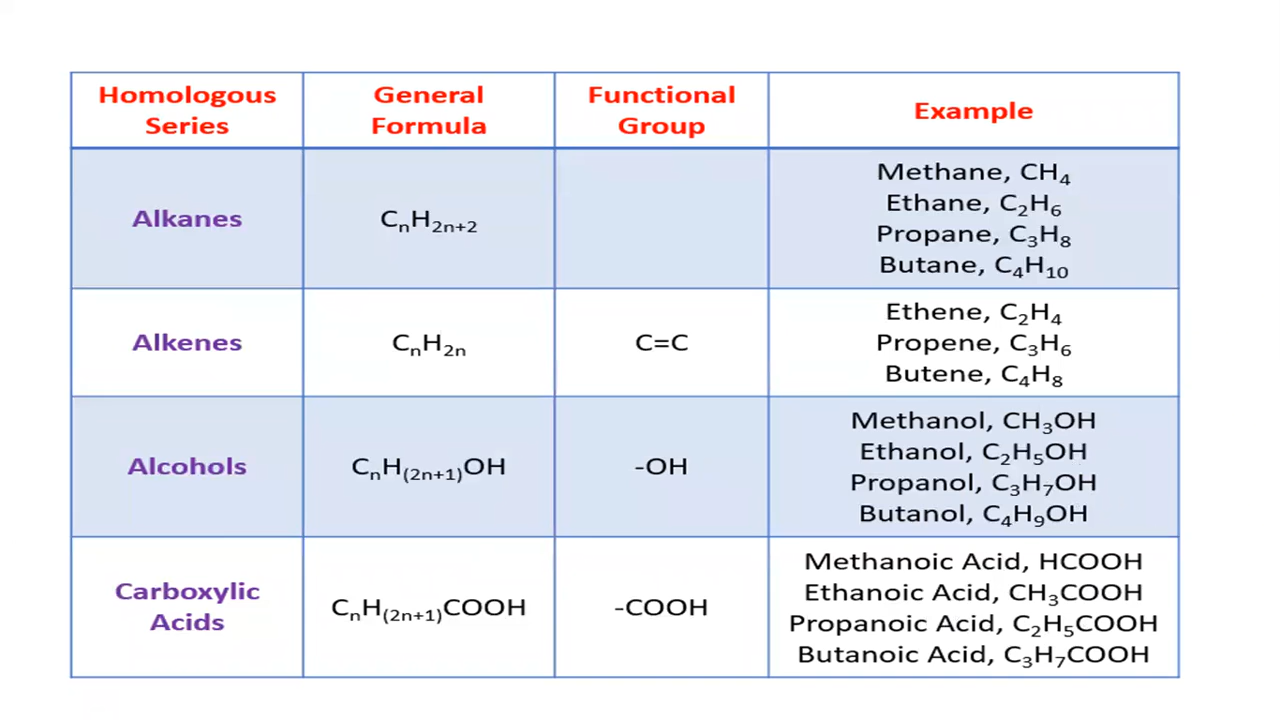 Homologous Series
General Formula
Functional Group
Example
Alkanes
CₙH₂ₙ₊₂
Methane, CH₄
Ethane, C₂H₆
Propane, C₃H₈
Butane, C₄H₁₀
Alkenes
CₙH₂ₙ
C=C
Ethene, C₂H₄
Propene, C₃H₆
Butene, C₄H₈
Alcohols
CₙH₍₂ₙ₊₁₎OH
-OH
Methanol, CH₃OH
Ethanol, C₂H₅OH
Propanol, C₃H₇OH
Butanol, C₄H₉OH
Carboxylic Acids
CₙH₍₂ₙ₊₁₎COOH
-COOH
Methanoic Acid, HCOOH
Ethanoic Acid, CH₃COOH
Propanoic Acid, C₂H₅COOH
Butanoic Acid, C₃H₇COOH